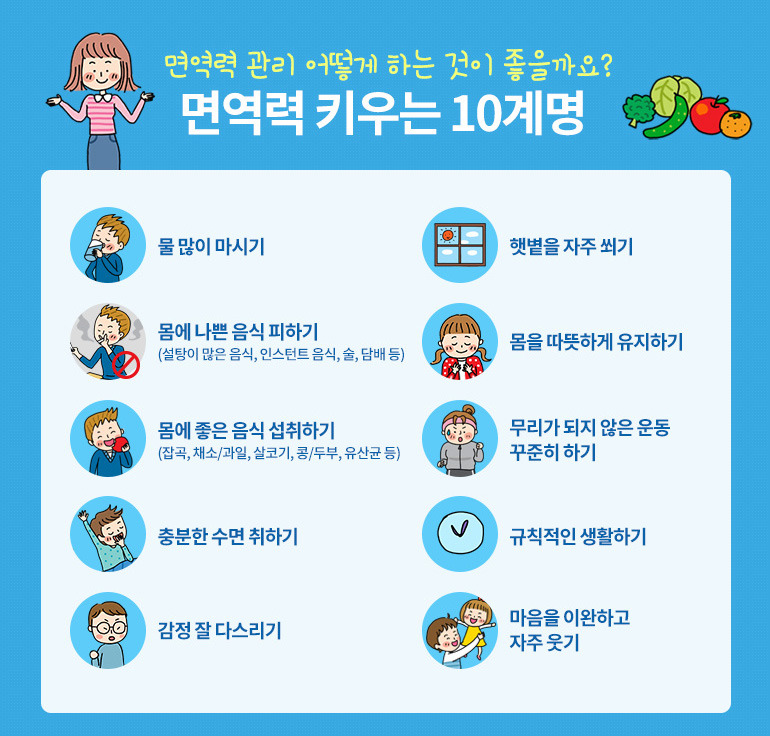 면역력 관리 어떻게 하는 것이 좋을까요?
면역력 키우는 10계명
물 많이 마시기
몸에 나쁜 음식 피하기
(설탕이 많은 음식, 인스턴트 음식, 술, 담배 등)
몸에 좋은 음식 섭취하기
(잡곡, 채소/과일, 살코기, 콩/두부, 유산균 등)
충분한 수면 취하기
감정 잘 다스리기
햇볕을 자주 쐬기
몸을 따뜻하게 유지하기
무리가 되지 않은 운동
꾸준히 하기
규칙적인 생활하기
마음을 이완하고
자주 웃기